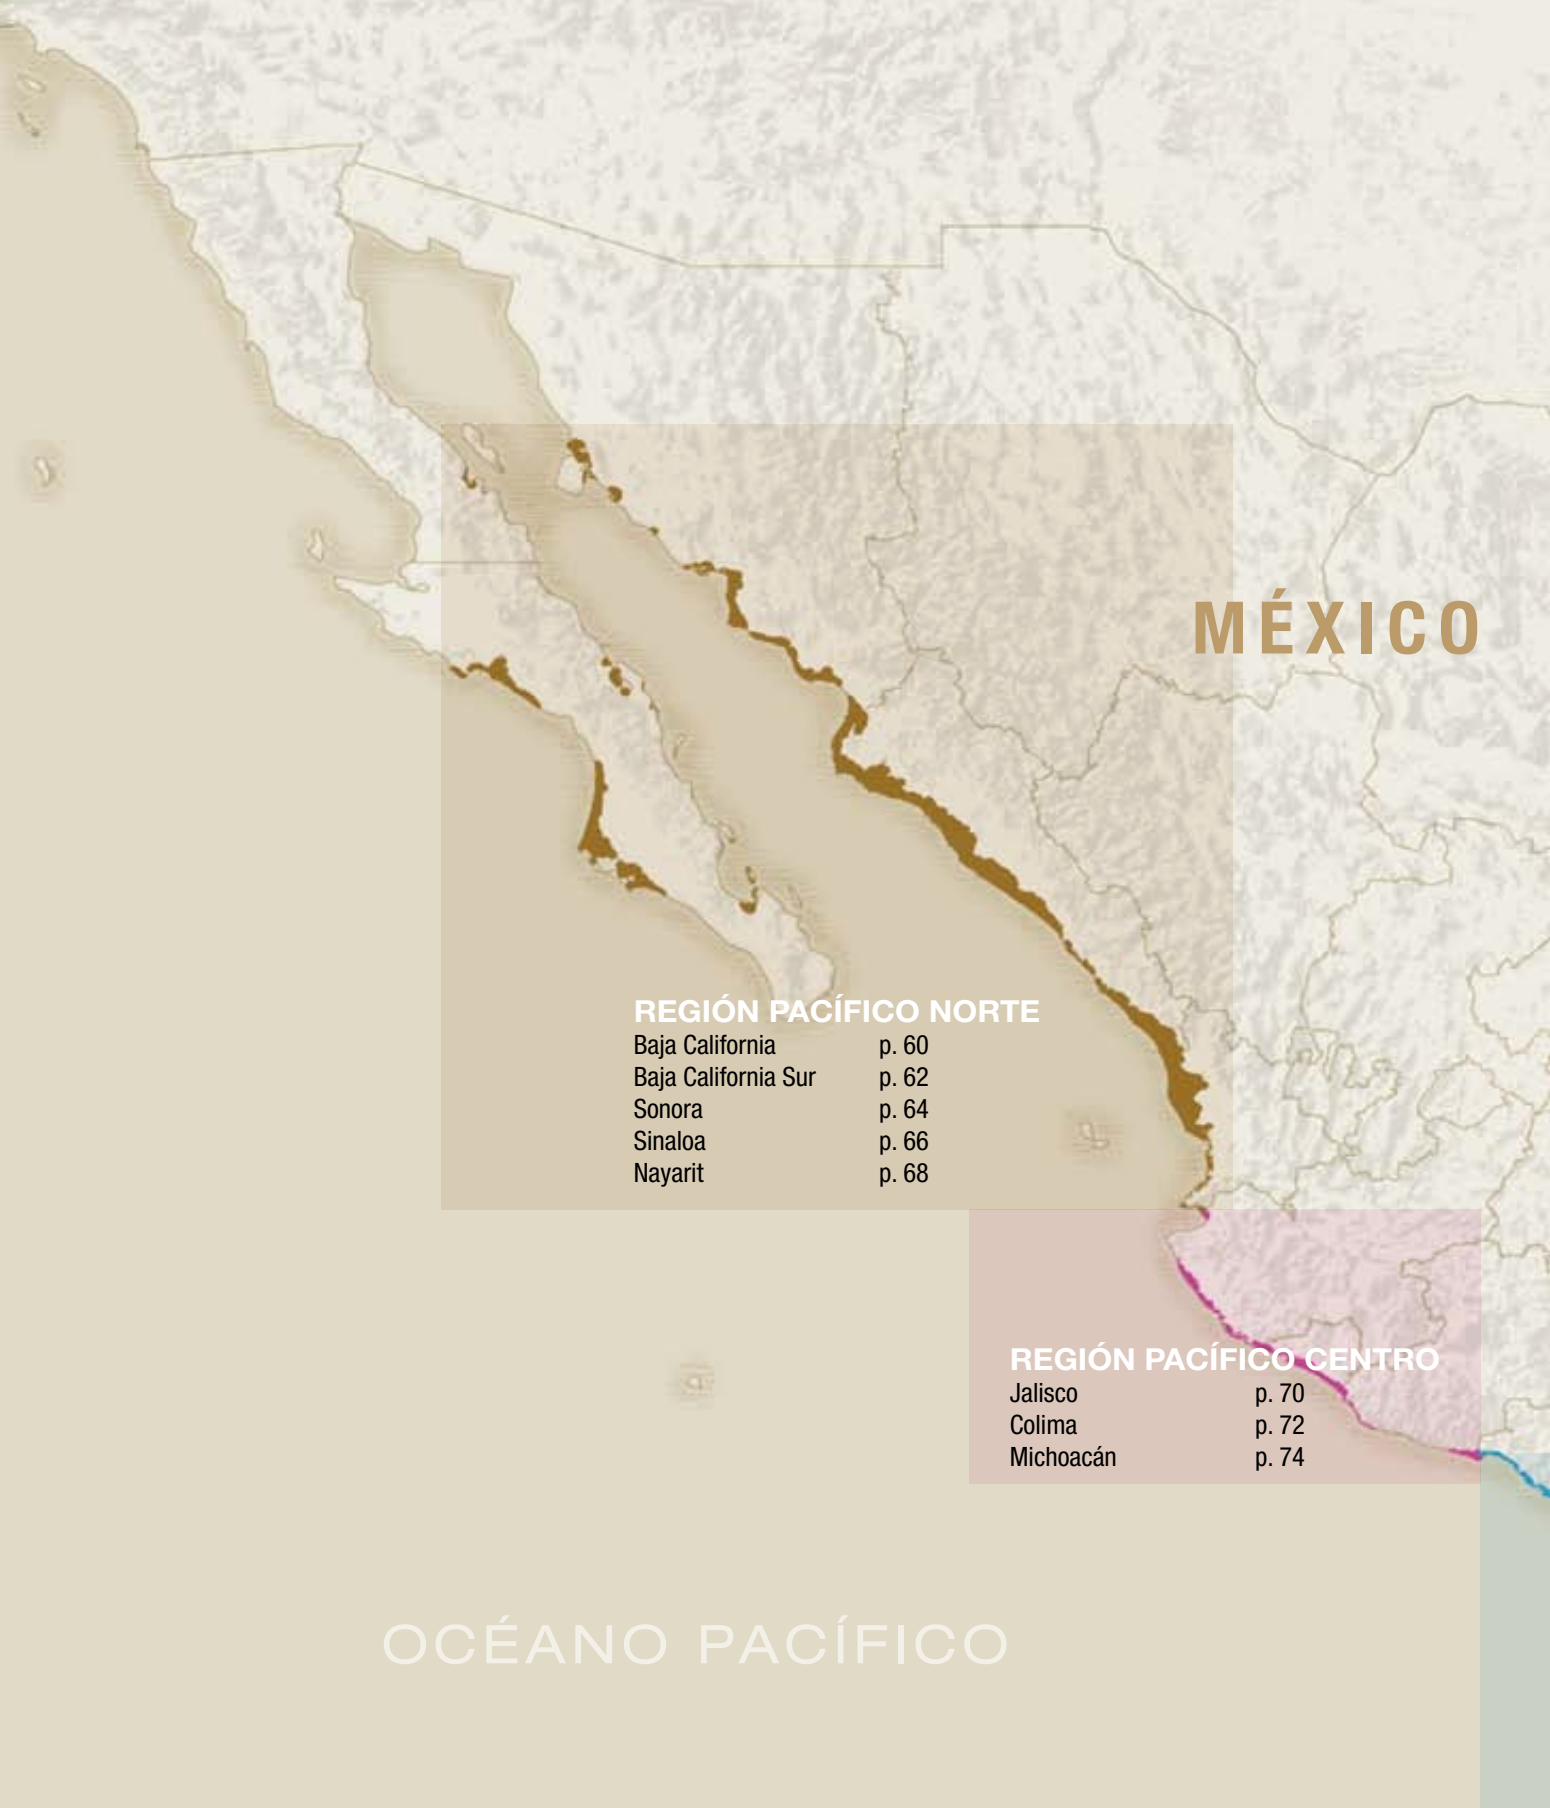 MÉXICO
REGIÓN PACÍFICO NORTE
Baja California p. 60
Baja California Sur p. 62
Sonora p. 64
Sinaloa p. 66
Nayarit p. 68
REGIÓN PACÍFICO CENTRO
Jalisco p. 70
Colima p. 72
Michoacán p. 74
OCÉANO PACÍFICO